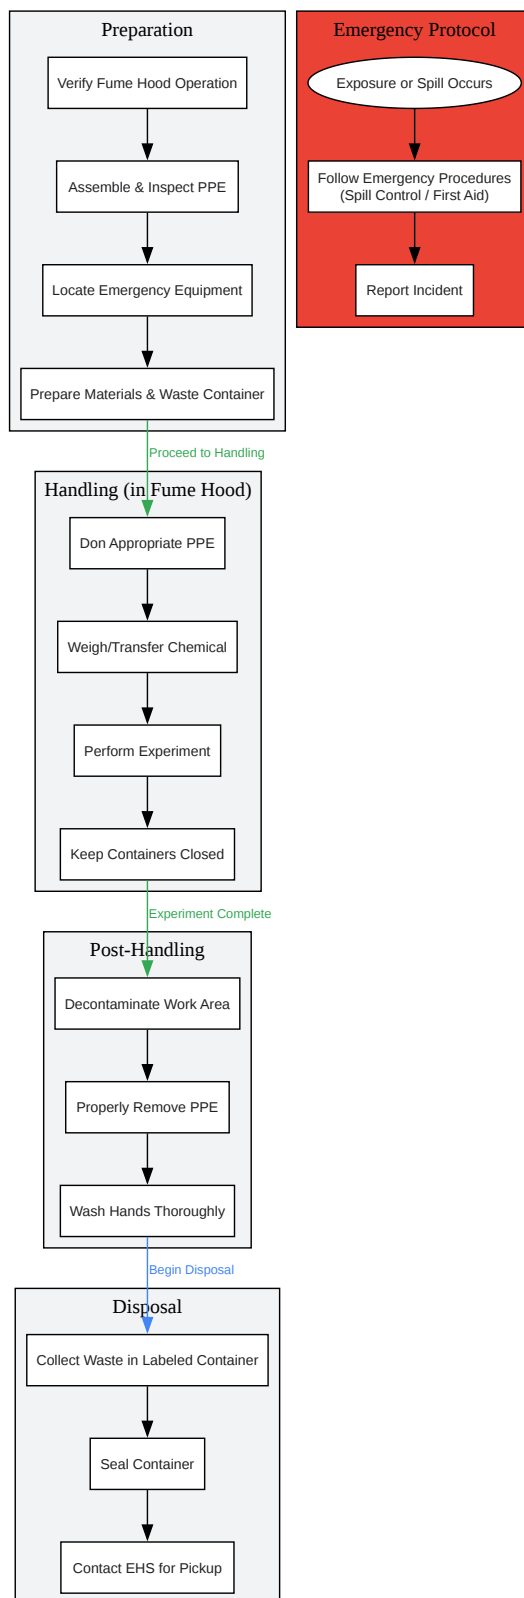 Preparation
Verify Fume Hood Operation
Assemble & Inspect PPE
Locate Emergency Equipment
Prepare Materials & Waste Container
Proceed to Handling
Handling (in Fume Hood)
Don Appropriate PPE
Weigh/Transfer Chemical
Perform Experiment
Keep Containers Closed
Experiment Complete
Post-Handling
Decontaminate Work Area
Properly Remove PPE
Wash Hands Thoroughly
Begin Disposal
Disposal
Collect Waste in Labeled Container
Seal Container
Contact EHS for Pickup
Emergency Protocol
Exposure or Spill Occurs
Follow Emergency Procedures
(Spill Control / First Aid)
Report Incident